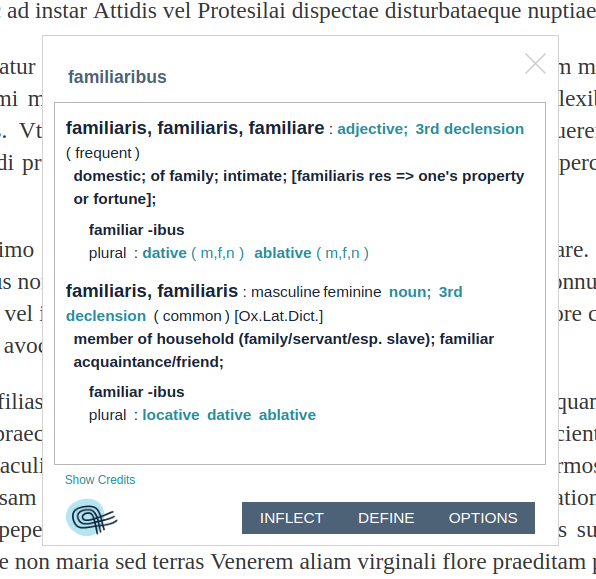 ad instar Attidis vel Protesilai dispectae disturbataeque nuptiae
familiaribus
familiaris, familiaris, familiare : adjective; 3rd declension
( frequent )
domestic; of family; intimate; [familiaris res => one's property
or fortune];
familiar -ibus
plural : dative ( m,f,n ) ablative ( m,f,n )
familiaris, familiaris : masculine feminine noun; 3rd
declension ( common ) [Ox.Lat.Dict.]
member of household (family/servant/esp. slave); familiar
acquaintance/friend;
familiar -ibus
plural : locative dative ablative
Show Credits
INFLECT DEFINE OPTIONS
non maria sed terras Venerem aliam virginali flore praeditam